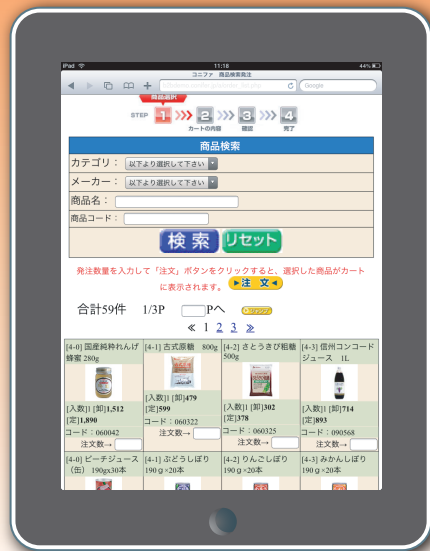 iPad
11:18
44%
コニファ 商品検索発注
Google
商品選択
STEP 1 2 3 4
カートの内容 確認 完了
商品検索
カテゴリ: 以下より選択して下さい
メーカー: 以下より選択して下さい
商品名:
商品コード:
検索 リセット
発注数量を入力して「注文」ボタンをクリックすると、選択した商品がカート
に表示されます。 ▶注 文◀
合計59件 1/3P Pへ
≪ 1 2 3 ≫
[4-0] 国産純粋れんげ
蜂蜜 280g
[入数]1 [卸]1,512
[定]1,890
コード:060042
注文数→
[4-1] 古式原糖 800g
[入数]1 [卸]479
[定]599
コード:060322
注文数→
[4-2] さとうきび粗糖
500g
[入数]1 [卸]302
[定]378
コード:060325
注文数→
[4-3] 信州コンコード
ジュース 1L
[入数]1 [卸]714
[定]893
コード:090568
注文数→
[4-0] ピーチジュース
(缶) 190gx30本
[4-1] ぶどうしぼり
190g×20本
[4-2] りんごしぼり
190g×20本
[4-3] みかんしぼり
190g×20本